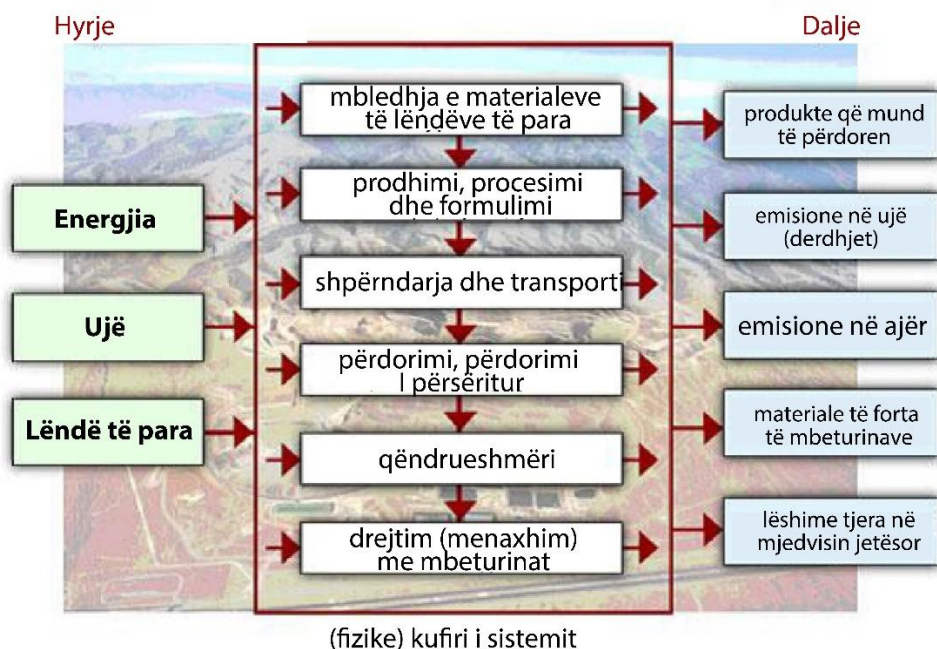 Hyrje
Dalje
mbledhja e materialeve
të lëndëve të para
prodhimi, procesimi
dhe formulimi
shpërndarja dhe transporti
përdorimi, përdorimi
I përsëritur
qëndrueshmëri
drejtim (menaxhim)
me mbeturinat
Energjia
Ujë
Lëndë të para
produkte që mund
të përdoren
emisione në ujë
(derdhjet)
emisione në ajër
materiale të forta
të mbeturinave
lëshime tjera në
mjedvisin jetësor
(fizike) kufiri i sistemit